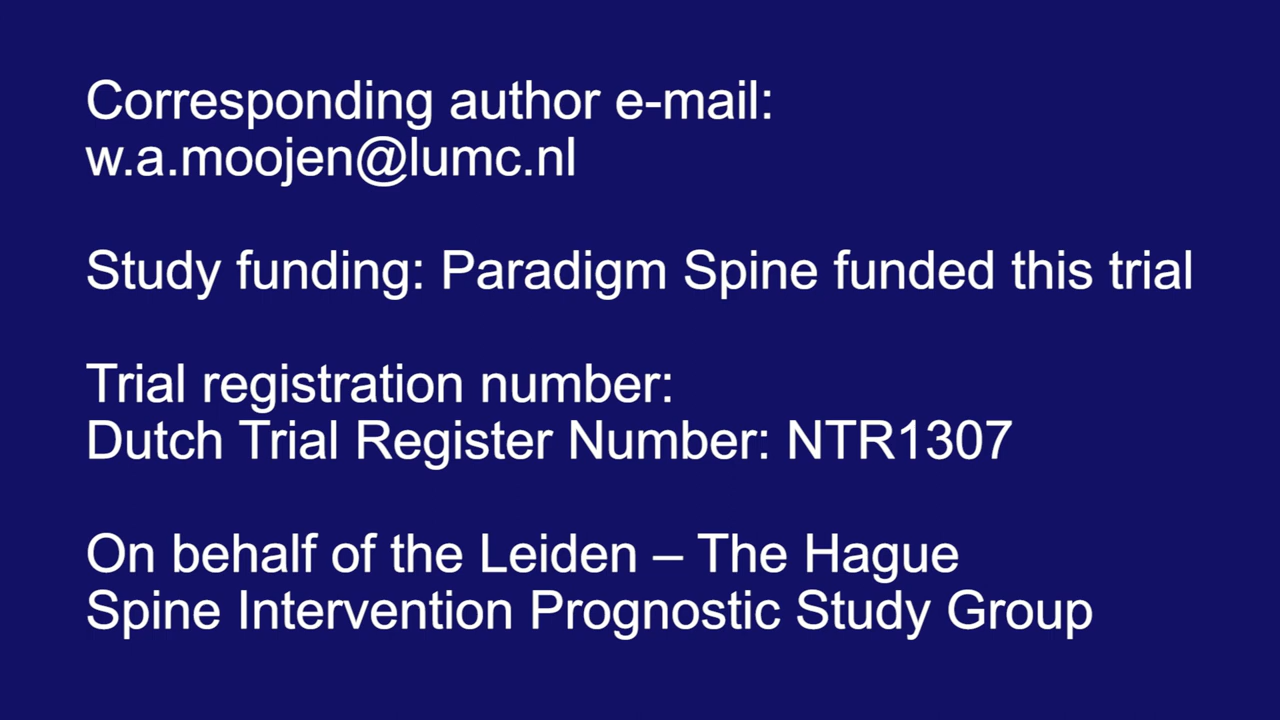 Corresponding author e-mail:
w.a.moojen@lumc.nl
Study funding: Paradigm Spine funded this trial
Trial registration number:
Dutch Trial Register Number: NTR1307
On behalf of the Leiden – The Hague
Spine Intervention Prognostic Study Group